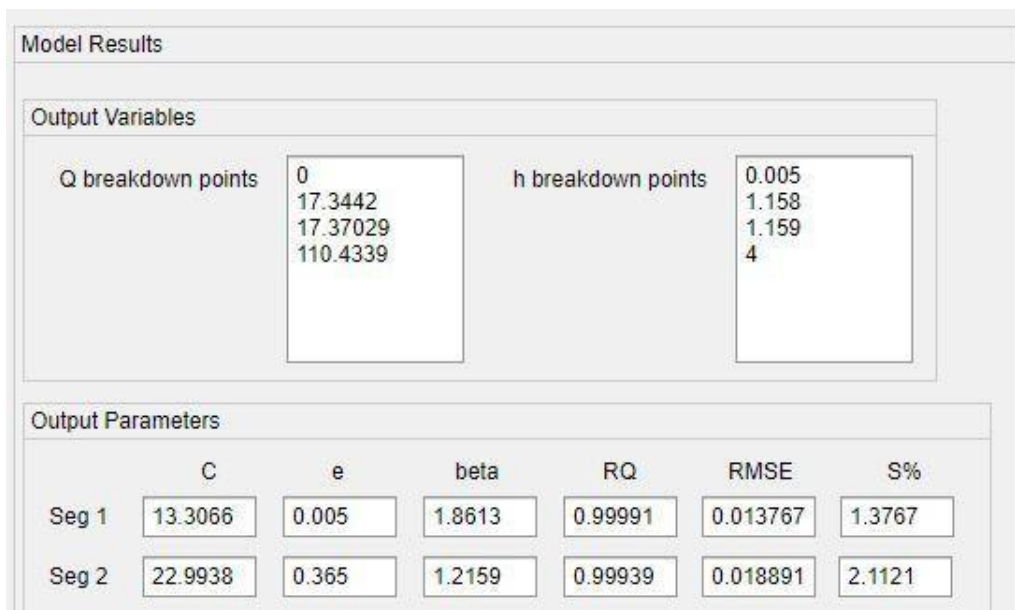 Model Results
Output Variables
Q breakdown points
0
17.3442
17.37029
110.4339
h breakdown points
0.005
1.158
1.159
4
Output Parameters
C e beta RQ RMSE S%
Seg 1 13.3066 0.005 1.8613 0.99991 0.013767 1.3767
Seg 2 22.9938 0.365 1.2159 0.99939 0.018891 2.1121